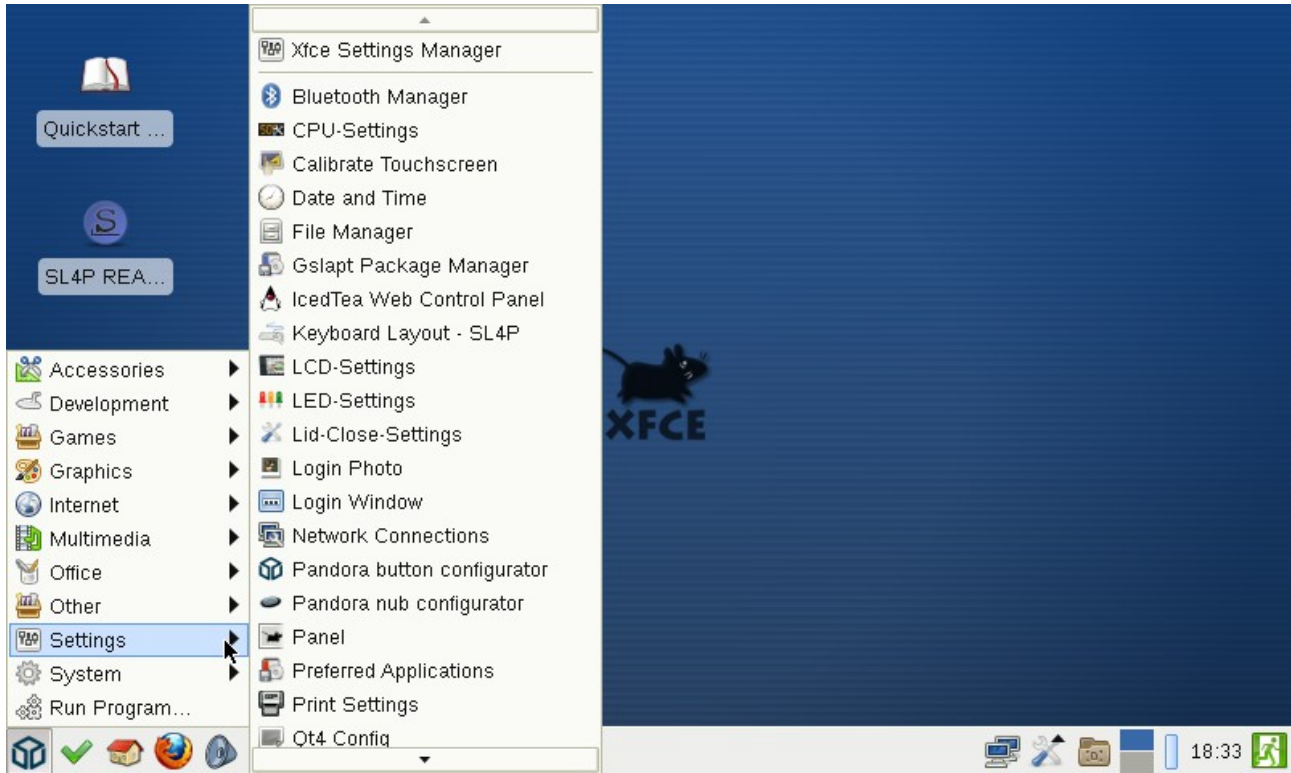 Quickstart ...
SL4P REA...
Accessories
Development
Games
Graphics
Internet
Multimedia
Office
Other
Settings
System
Run Program...
Xfce Settings Manager
Bluetooth Manager
CPU-Settings
Calibrate Touchscreen
Date and Time
File Manager
Gslapt Package Manager
IcedTea Web Control Panel
Keyboard Layout - SL4P
LCD-Settings
LED-Settings
Lid-Close-Settings
Login Photo
Login Window
Network Connections
Pandora button configurator
Pandora nub configurator
Panel
Preferred Applications
Print Settings
Qt4 Config
XFCE
18:33